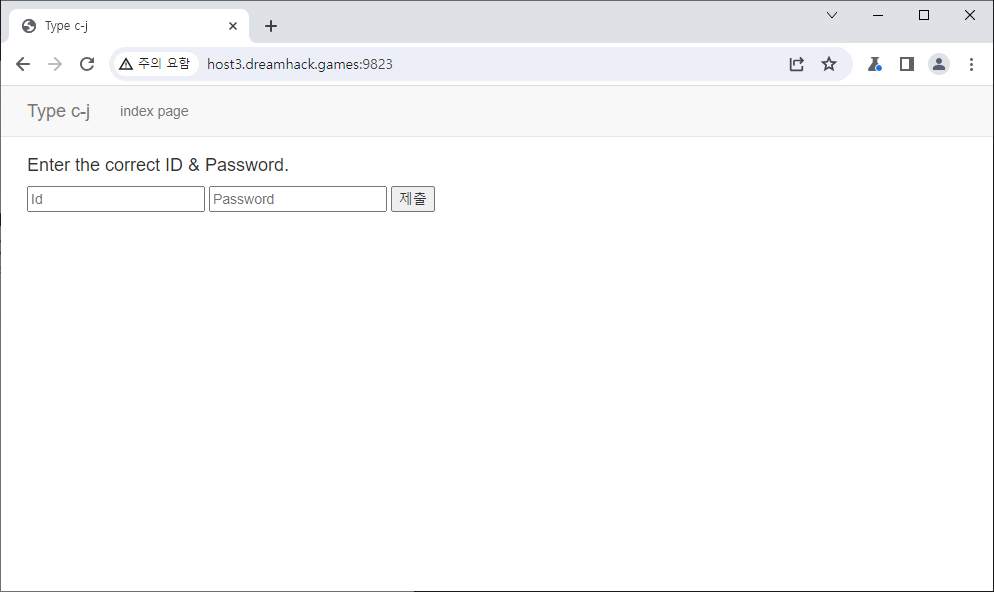 Type c-j
주의 요함 host3.dreamhack.games:9823
Type c-j index page
Enter the correct ID & Password.
Id Password 제출